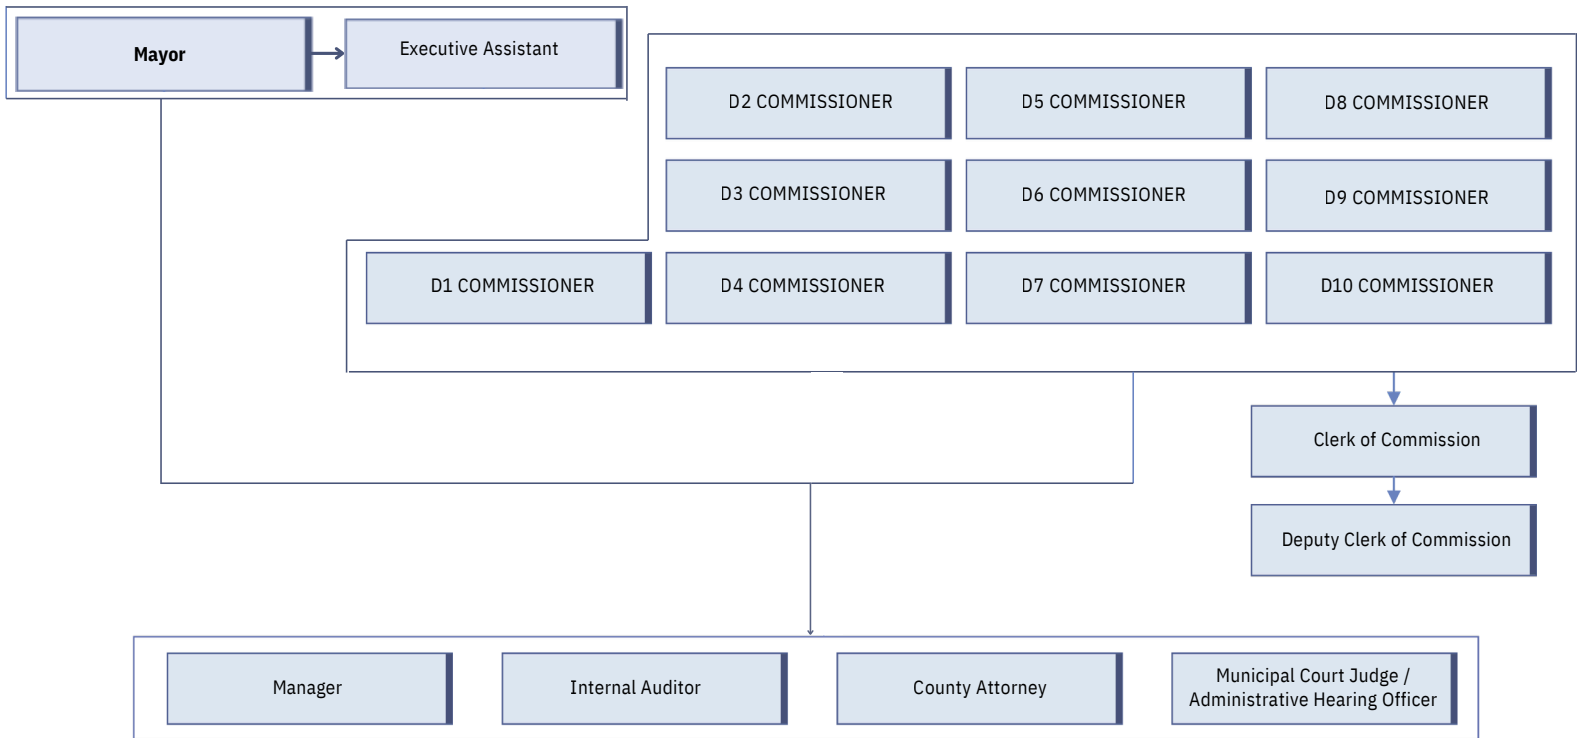 Mayor
Executive Assistant
D2 COMMISSIONER
D5 COMMISSIONER
D8 COMMISSIONER
D3 COMMISSIONER
D6 COMMISSIONER
D9 COMMISSIONER
D1 COMMISSIONER
D4 COMMISSIONER
D7 COMMISSIONER
D10 COMMISSIONER
Clerk of Commission
Deputy Clerk of Commission
Manager
Internal Auditor
County Attorney
Municipal Court Judge /
Administrative Hearing Officer